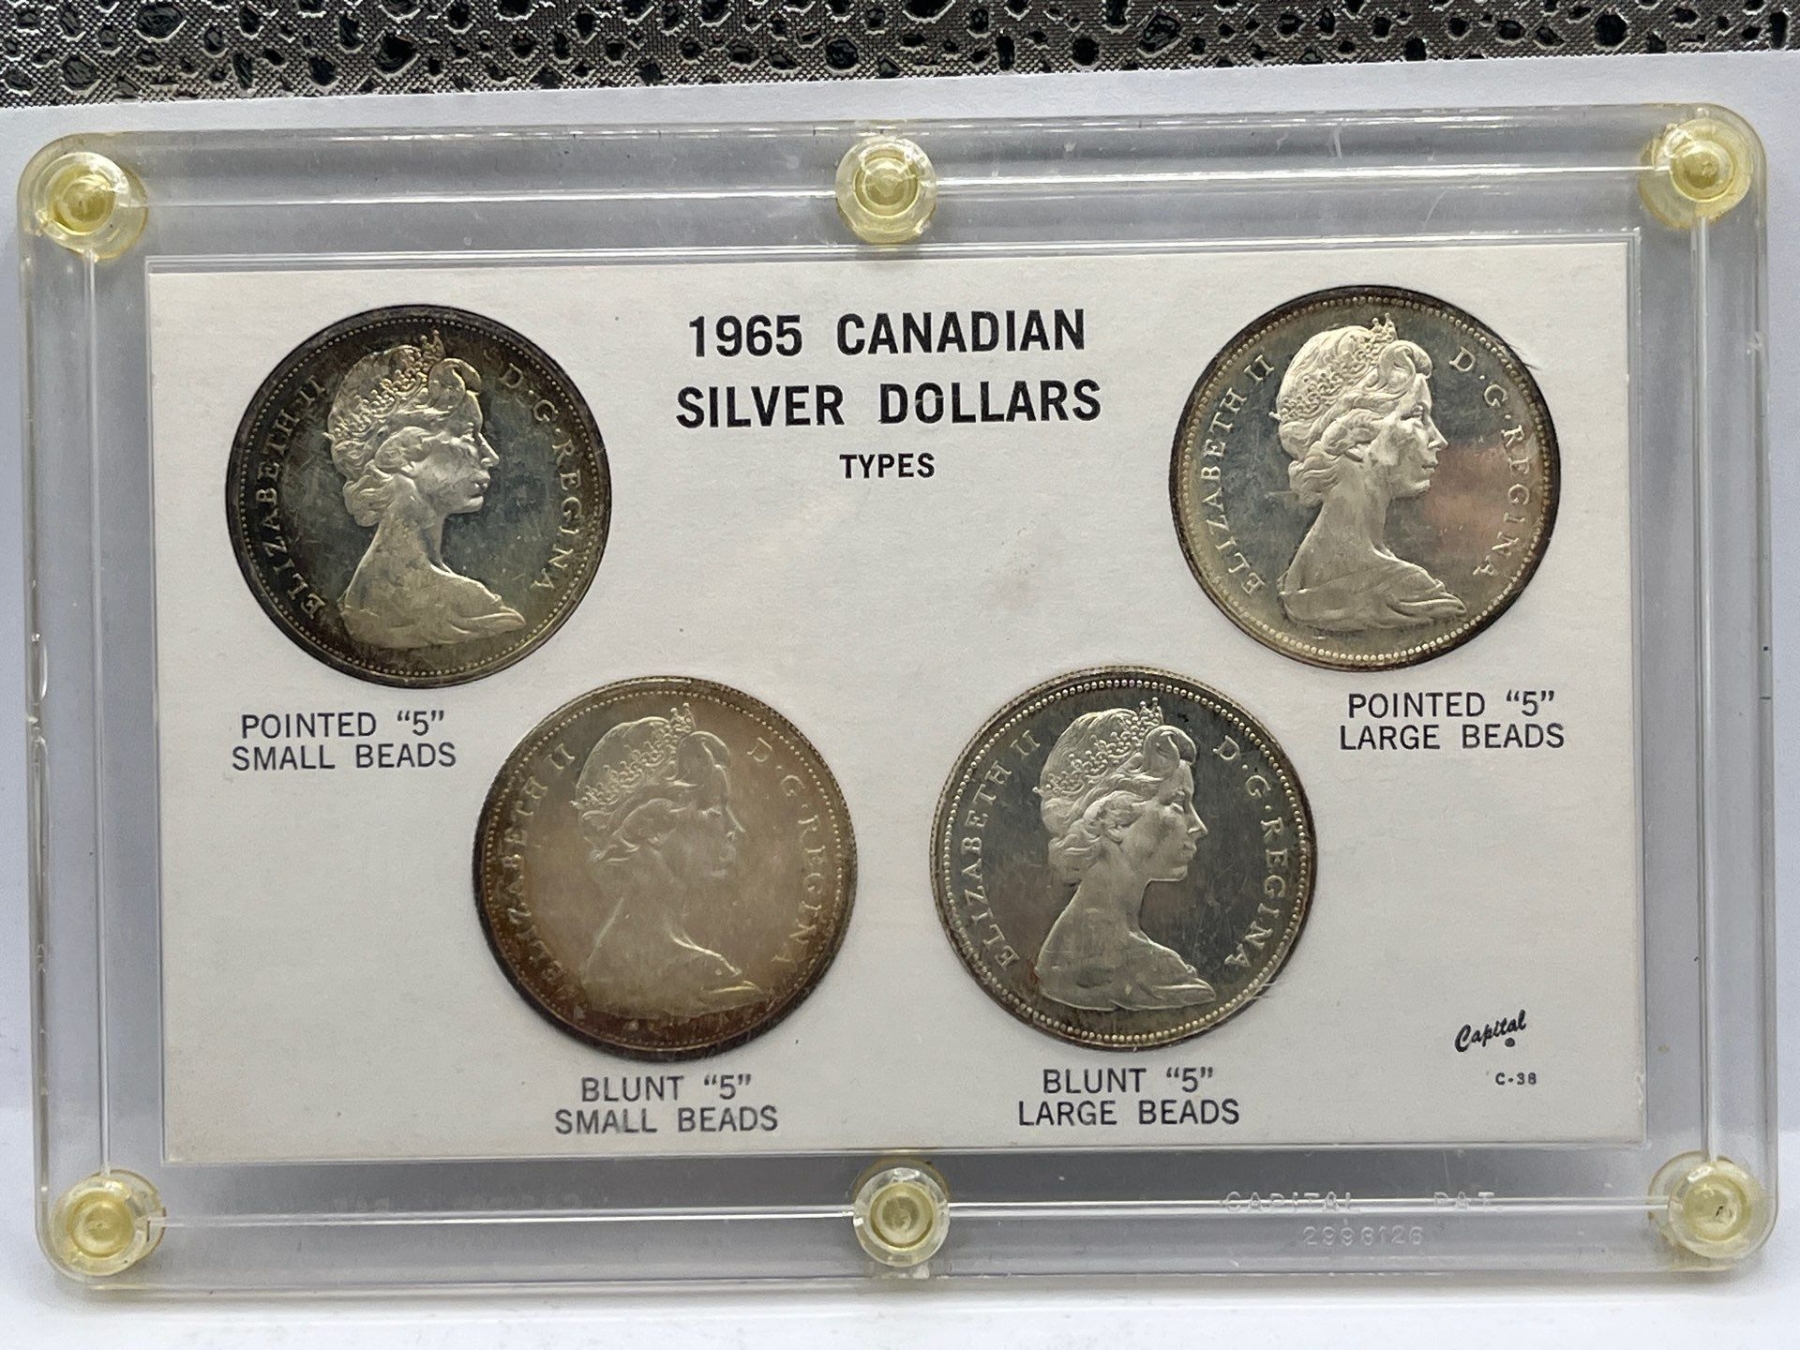 1965 CANADIAN
SILVER DOLLARS
TYPES
ELIZABETH II D·G·REGINA
ELIZABETH II D·G·REGINA
POINTED “5”
SMALL BEADS
POINTED “5”
LARGE BEADS
ELIZABETH II D·G·REGINA
ELIZABETH II D·G·REGINA
BLUNT “5”
SMALL BEADS
BLUNT “5”
LARGE BEADS
Capital
C-38
CAPITAL PAT.
2998126